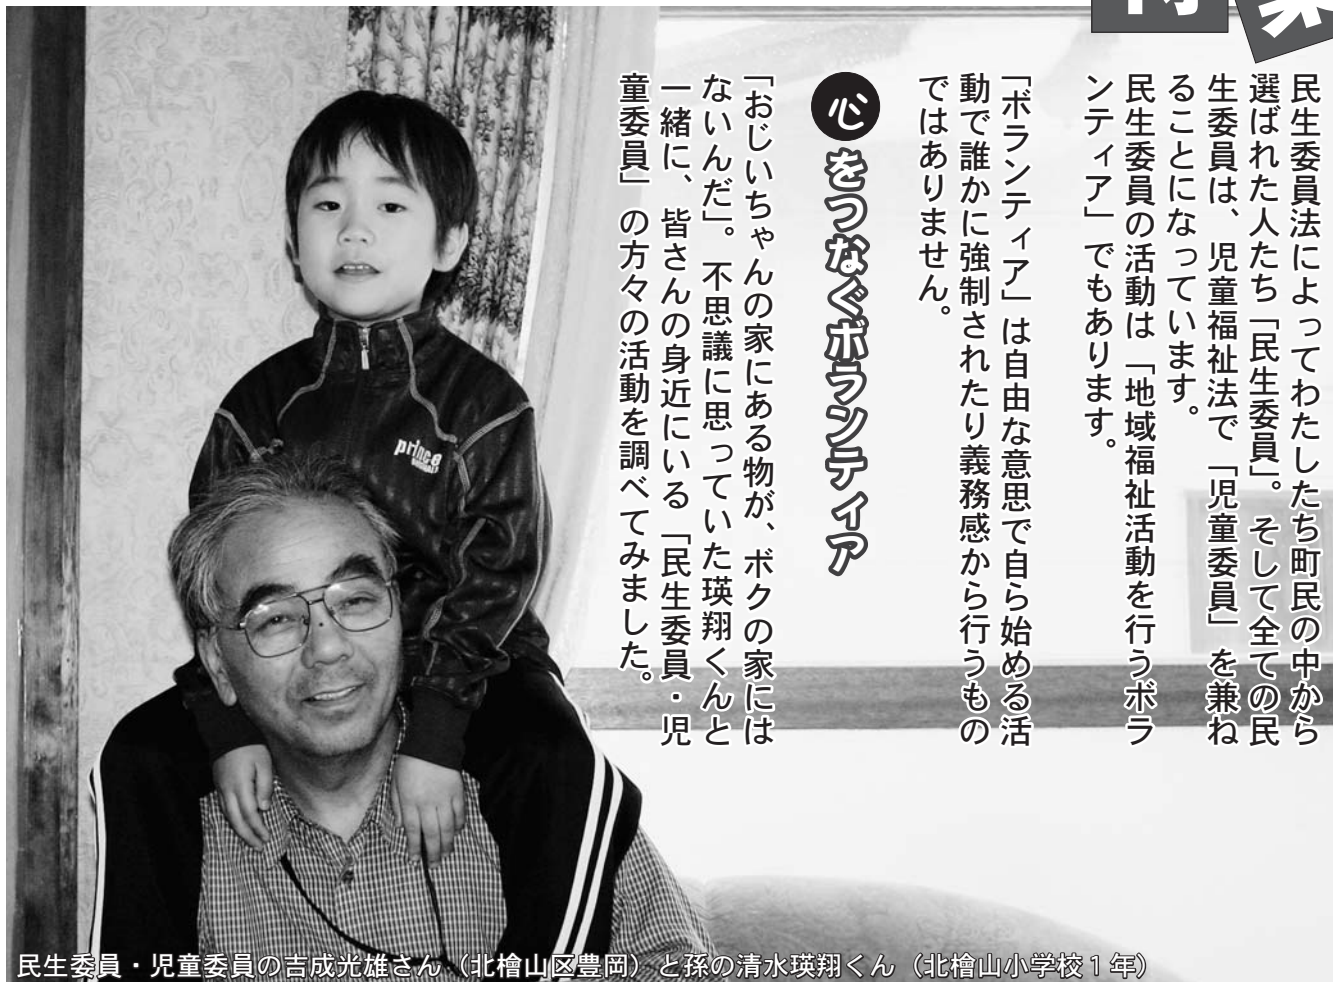 特集
民生委員法によってわたしたち町民の中から
選ばれた人たち「民生委員」。そして全ての民
生委員は、児童福祉法で「児童委員」を兼ね
ることになっています。
民生委員の活動は「地域福祉活動を行うボラ
ンティア」でもあります。
「ボランティア」は自由な意思で自ら始める活
動で誰かに強制されたり義務感から行うもの
ではありません。
心をつなぐボランティア
「おじいちゃんの家にある物が、ボクの家には
ないんだ」。不思議に思っていた瑛翔くんと
一緒に、皆さんの身近にいる「民生委員・児
童委員」の方々の活動を調べてみました。
prince
民生委員・児童委員の吉成光雄さん（北檜山区豊岡）と孫の清水瑛翔くん（北檜山小学校１年）